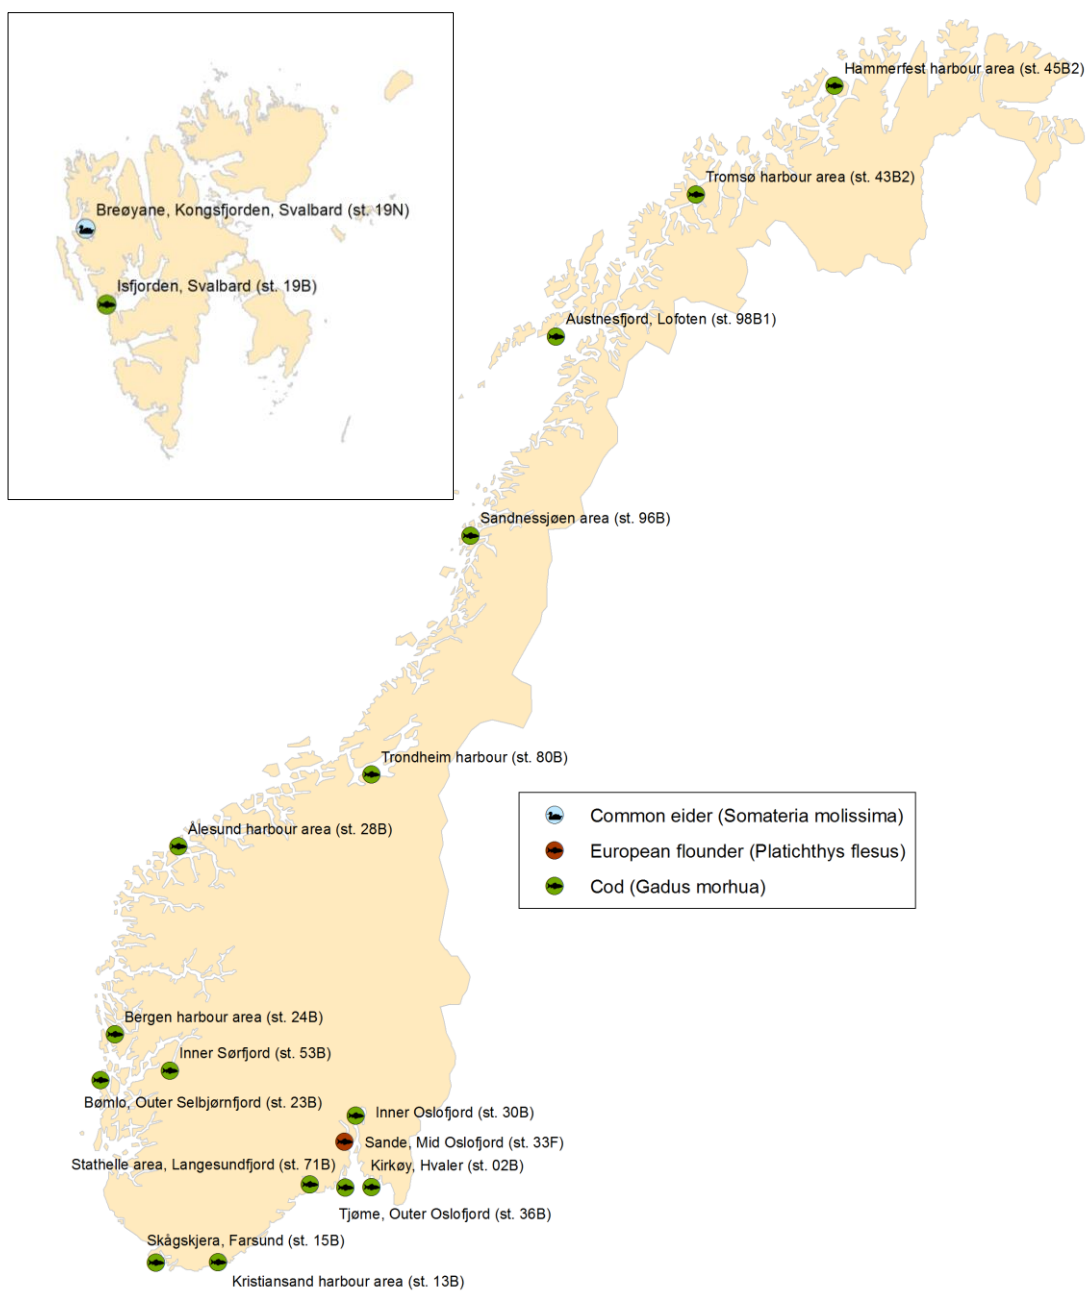 Hammerfest harbour area (st. 45B2)
Tromsø harbour area (st. 43B2)
Breøyane, Kongsfjorden, Svalbard (st. 19N)
Isfjorden, Svalbard (st. 19B)
Austnesfjord, Lofoten (st. 98B1)
Sandnessjøen area (st. 96B)
Trondheim harbour (st. 80B)
Ålesund harbour area (st. 28B)
Common eider (Somateria molissima)
European flounder (Platichthys flesus)
Cod (Gadus morhua)
Bergen harbour area (st. 24B)
Inner Sørfjord (st. 53B)
Bømlo, Outer Selbjørnfjord (st. 23B)
Inner Oslofjord (st. 30B)
Sande, Mid Oslofjord (st. 33F)
Stathelle area, Langesundfjord (st. 71B)
Kirkøy, Hvaler (st. 02B)
Tjøme, Outer Oslofjord (st. 36B)
Skågskjera, Farsund (st. 15B)
Kristiansand harbour area (st. 13B)